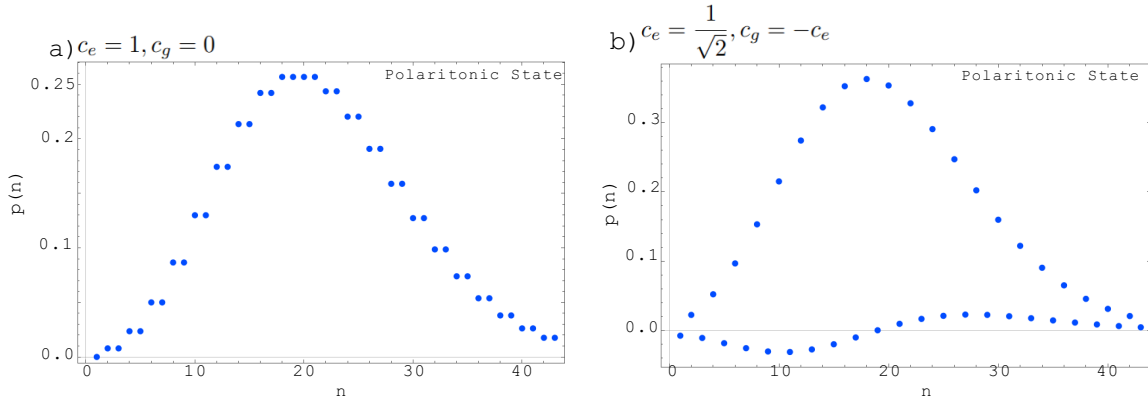 a) c_e = 1, c_g = 0
Polaritonic State
p(n)
0.25
0.2
0.1
0.0
0 10 20 30 40
n
b) c_e = 1/√2, c_g = −c_e
Polaritonic State
p(n)
0.3
0.2
0.1
0.0
0 10 20 30 40
n